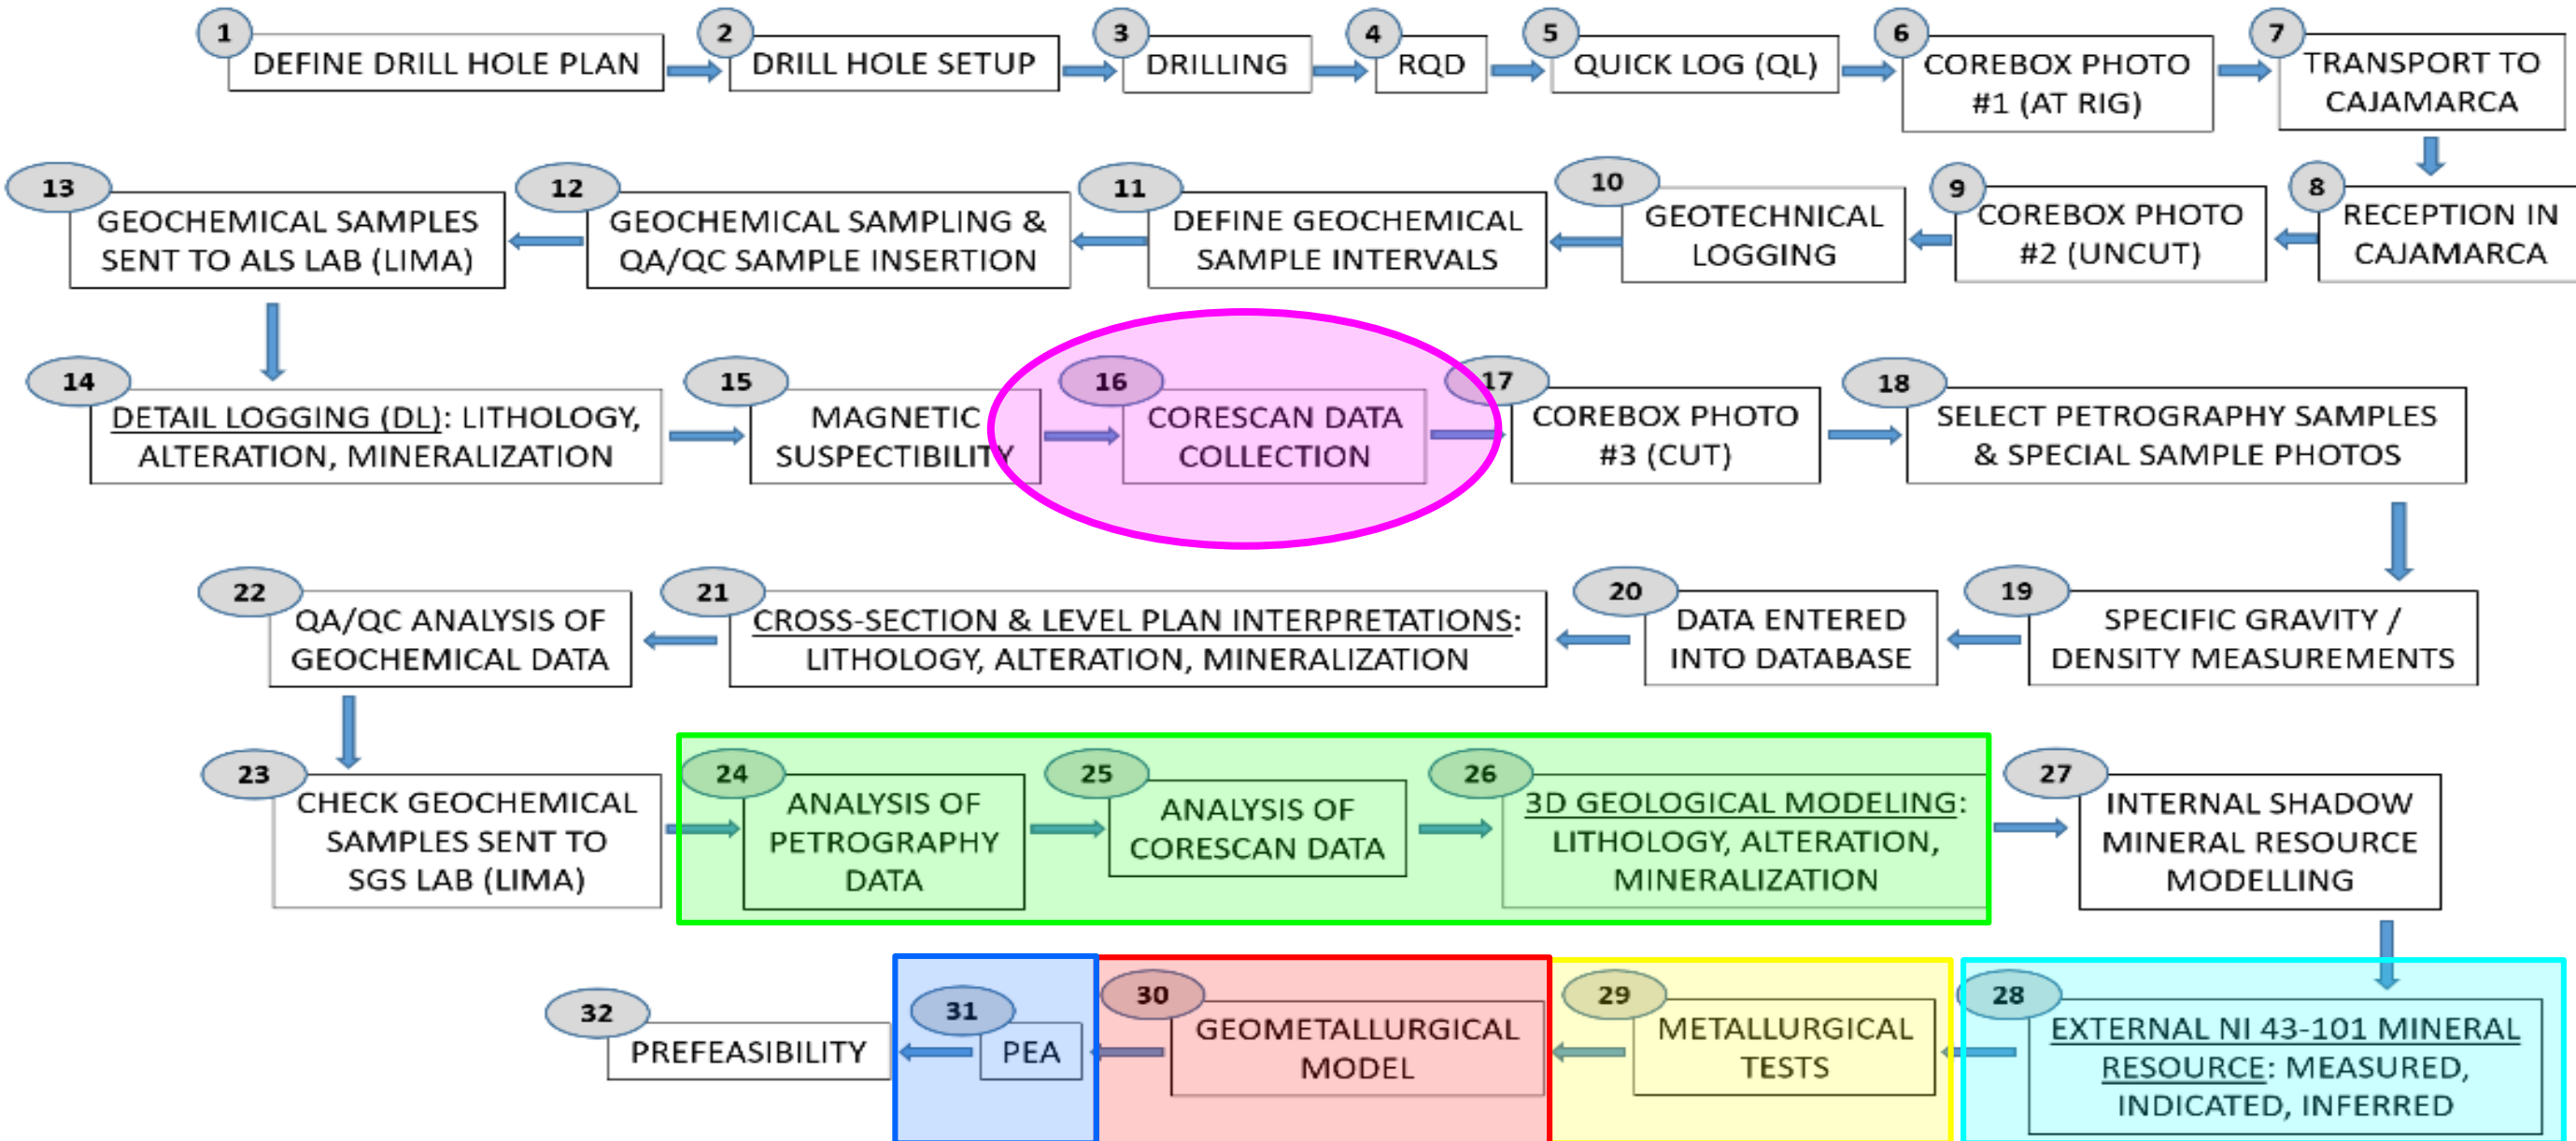 1
DEFINE DRILL HOLE PLAN
2
DRILL HOLE SETUP
3
DRILLING
4
RQD
5
QUICK LOG (QL)
6
COREBOX PHOTO
#1 (AT RIG)
7
TRANSPORT TO
CAJAMARCA
8
RECEPTION IN
CAJAMARCA
9
COREBOX PHOTO
#2 (UNCUT)
10
GEOTECHNICAL
LOGGING
11
DEFINE GEOCHEMICAL
SAMPLE INTERVALS
12
GEOCHEMICAL SAMPLING &
QA/QC SAMPLE INSERTION
13
GEOCHEMICAL SAMPLES
SENT TO ALS LAB (LIMA)
14
DETAIL LOGGING (DL): LITHOLOGY,
ALTERATION, MINERALIZATION
15
MAGNETIC
SUSPECTIBILITY
16
CORESCAN DATA
COLLECTION
17
COREBOX PHOTO
#3 (CUT)
18
SELECT PETROGRAPHY SAMPLES
& SPECIAL SAMPLE PHOTOS
19
SPECIFIC GRAVITY /
DENSITY MEASUREMENTS
20
DATA ENTERED
INTO DATABASE
21
CROSS-SECTION & LEVEL PLAN INTERPRETATIONS:
LITHOLOGY, ALTERATION, MINERALIZATION
22
QA/QC ANALYSIS OF
GEOCHEMICAL DATA
23
CHECK GEOCHEMICAL
SAMPLES SENT TO
SGS LAB (LIMA)
24
ANALYSIS OF
PETROGRAPHY
DATA
25
ANALYSIS OF
CORESCAN DATA
26
3D GEOLOGICAL MODELING:
LITHOLOGY, ALTERATION,
MINERALIZATION
27
INTERNAL SHADOW
MINERAL RESOURCE
MODELLING
28
EXTERNAL NI 43-101 MINERAL
RESOURCE: MEASURED,
INDICATED, INFERRED
29
METALLURGICAL
TESTS
30
GEOMETALLURGICAL
MODEL
31
PEA
32
PREFEASIBILITY